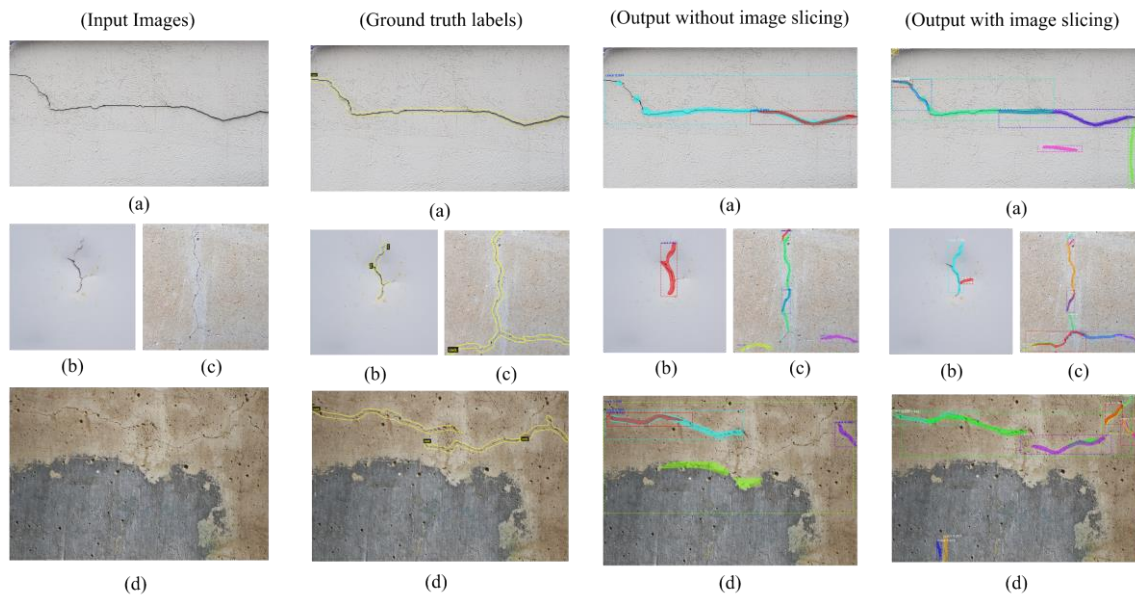 (Input Images) (Ground truth labels) (Output without image slicing) (Output with image slicing)
(a) (a) (a) (a)
(b) (c) (b) (c) (b) (c) (b) (c)
(d) (d) (d) (d)